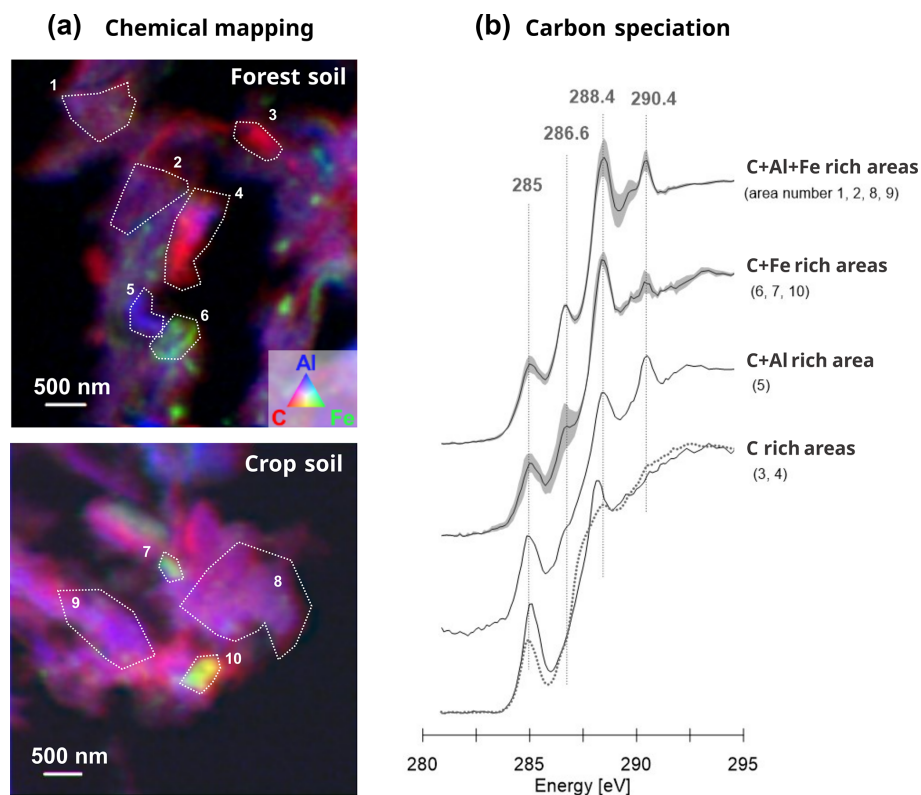 (a) Chemical mapping
Forest soil
1
3
2
4
5
6
500 nm
Al
C
Fe
Crop soil
7
8
9
10
500 nm
(b) Carbon speciation
288.4
290.4
286.6
285
C+Al+Fe rich areas
(area number 1, 2, 8, 9)
C+Fe rich areas
(6, 7, 10)
C+Al rich area
(5)
C rich areas
(3, 4)
280
285
290
295
Energy [eV]